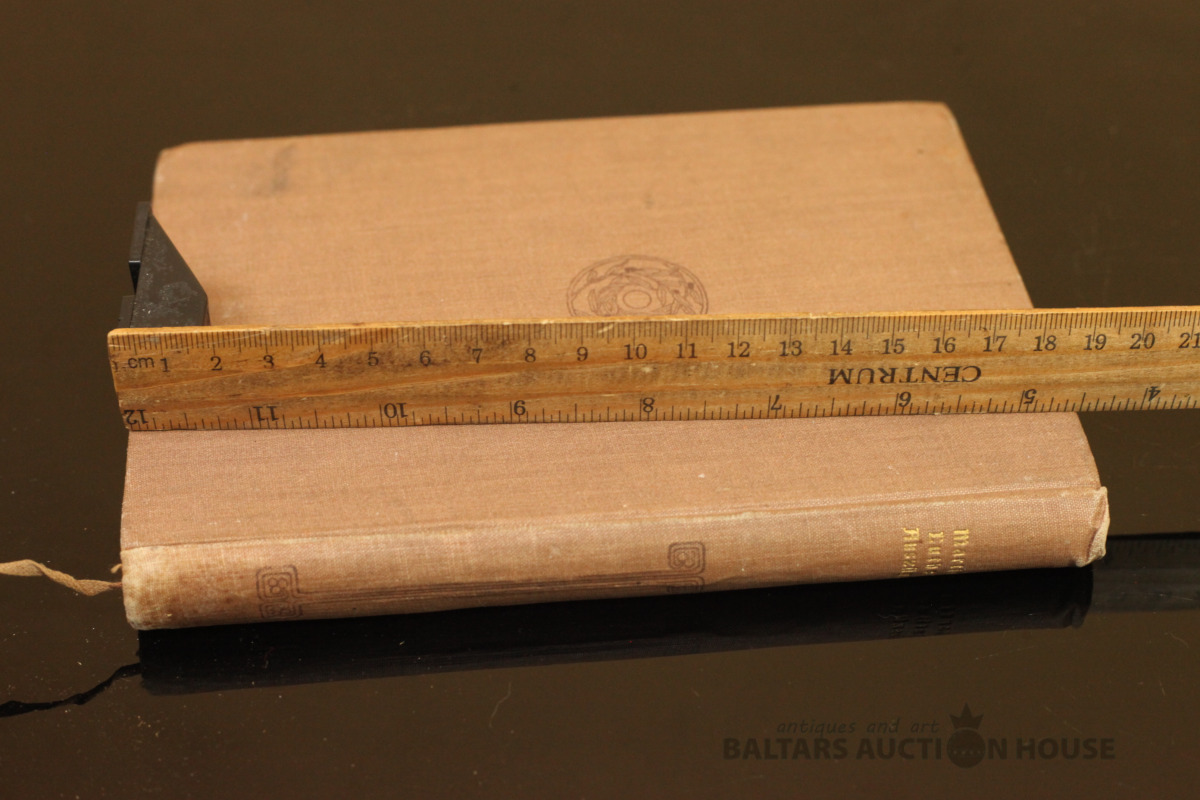 cm 1 2 3 4 5 6 7 8 9 10 11 12 13 14 15 16 17 18 19 20 21
CENTRUM
12 11 10 9 8 7 6 5 4
antiques and art
BALTARS AUCTION HOUSE